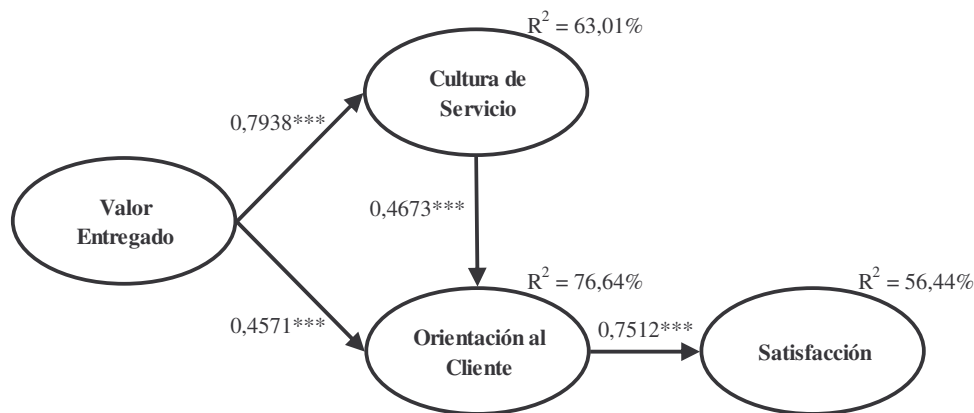 R² = 63,01%
Cultura de
Servicio
0,7938***
Valor
Entregado
0,4673***
R² = 76,64%
R² = 56,44%
0,4571***
Orientación al
Cliente
0,7512***
Satisfacción